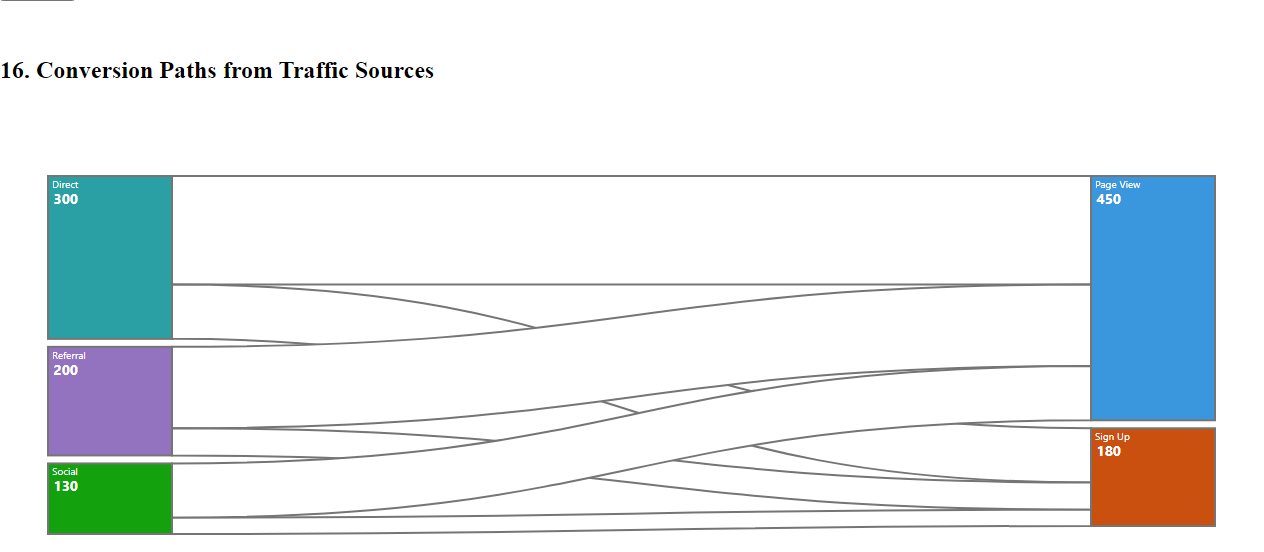 16. Conversion Paths from Traffic Sources
Direct
300
Page View
450
Referral
200
Sign Up
180
Social
130